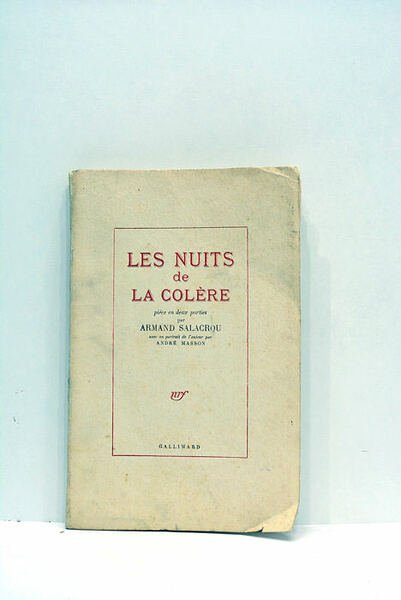 LES NUITS
de
LA COLÈRE
pièce en deux parties
par
ARMAND SALACROU
avec un portrait de l'auteur par
ANDRÉ MASSON
nrf
GALLIMARD